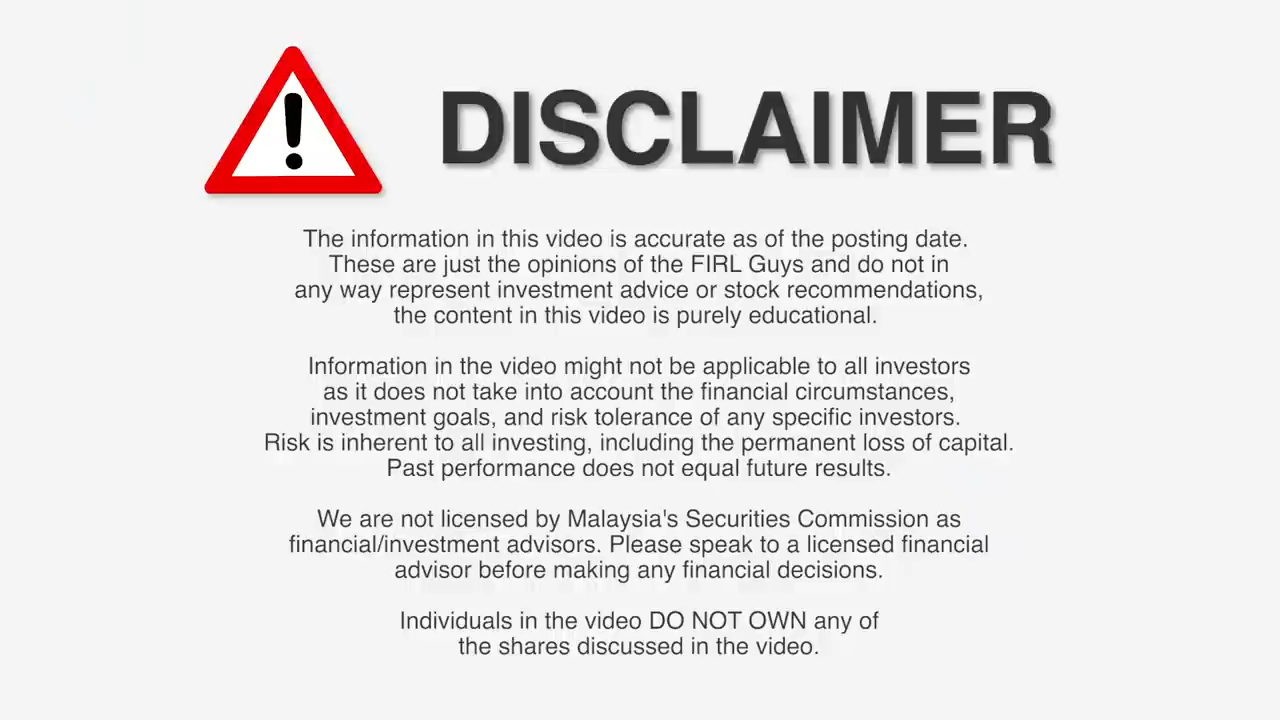 DISCLAIMER
The information in this video is accurate as of the posting date.
These are just the opinions of the FIRL Guys and do not in
any way represent investment advice or stock recommendations,
the content in this video is purely educational.
Information in the video might not be applicable to all investors
as it does not take into account the financial circumstances,
investment goals, and risk tolerance of any specific investors.
Risk is inherent to all investing, including the permanent loss of capital.
Past performance does not equal future results.
We are not licensed by Malaysia's Securities Commission as
financial/investment advisors. Please speak to a licensed financial
advisor before making any financial decisions.
Individuals in the video DO NOT OWN any of
the shares discussed in the video.